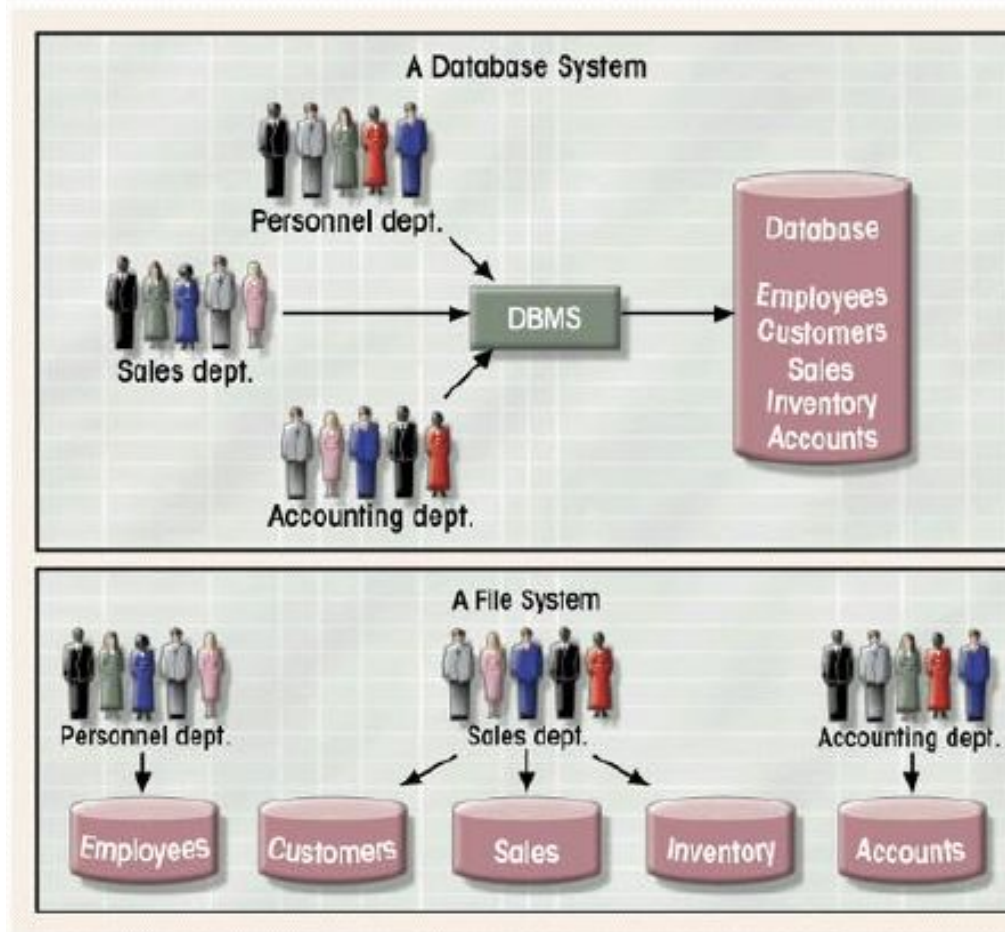 A Database System
Personnel dept.
Sales dept.
Accounting dept.
DBMS
Database
Employees
Customers
Sales
Inventory
Accounts
A File System
Personnel dept.
Sales dept.
Accounting dept.
Employees
Customers
Sales
Inventory
Accounts